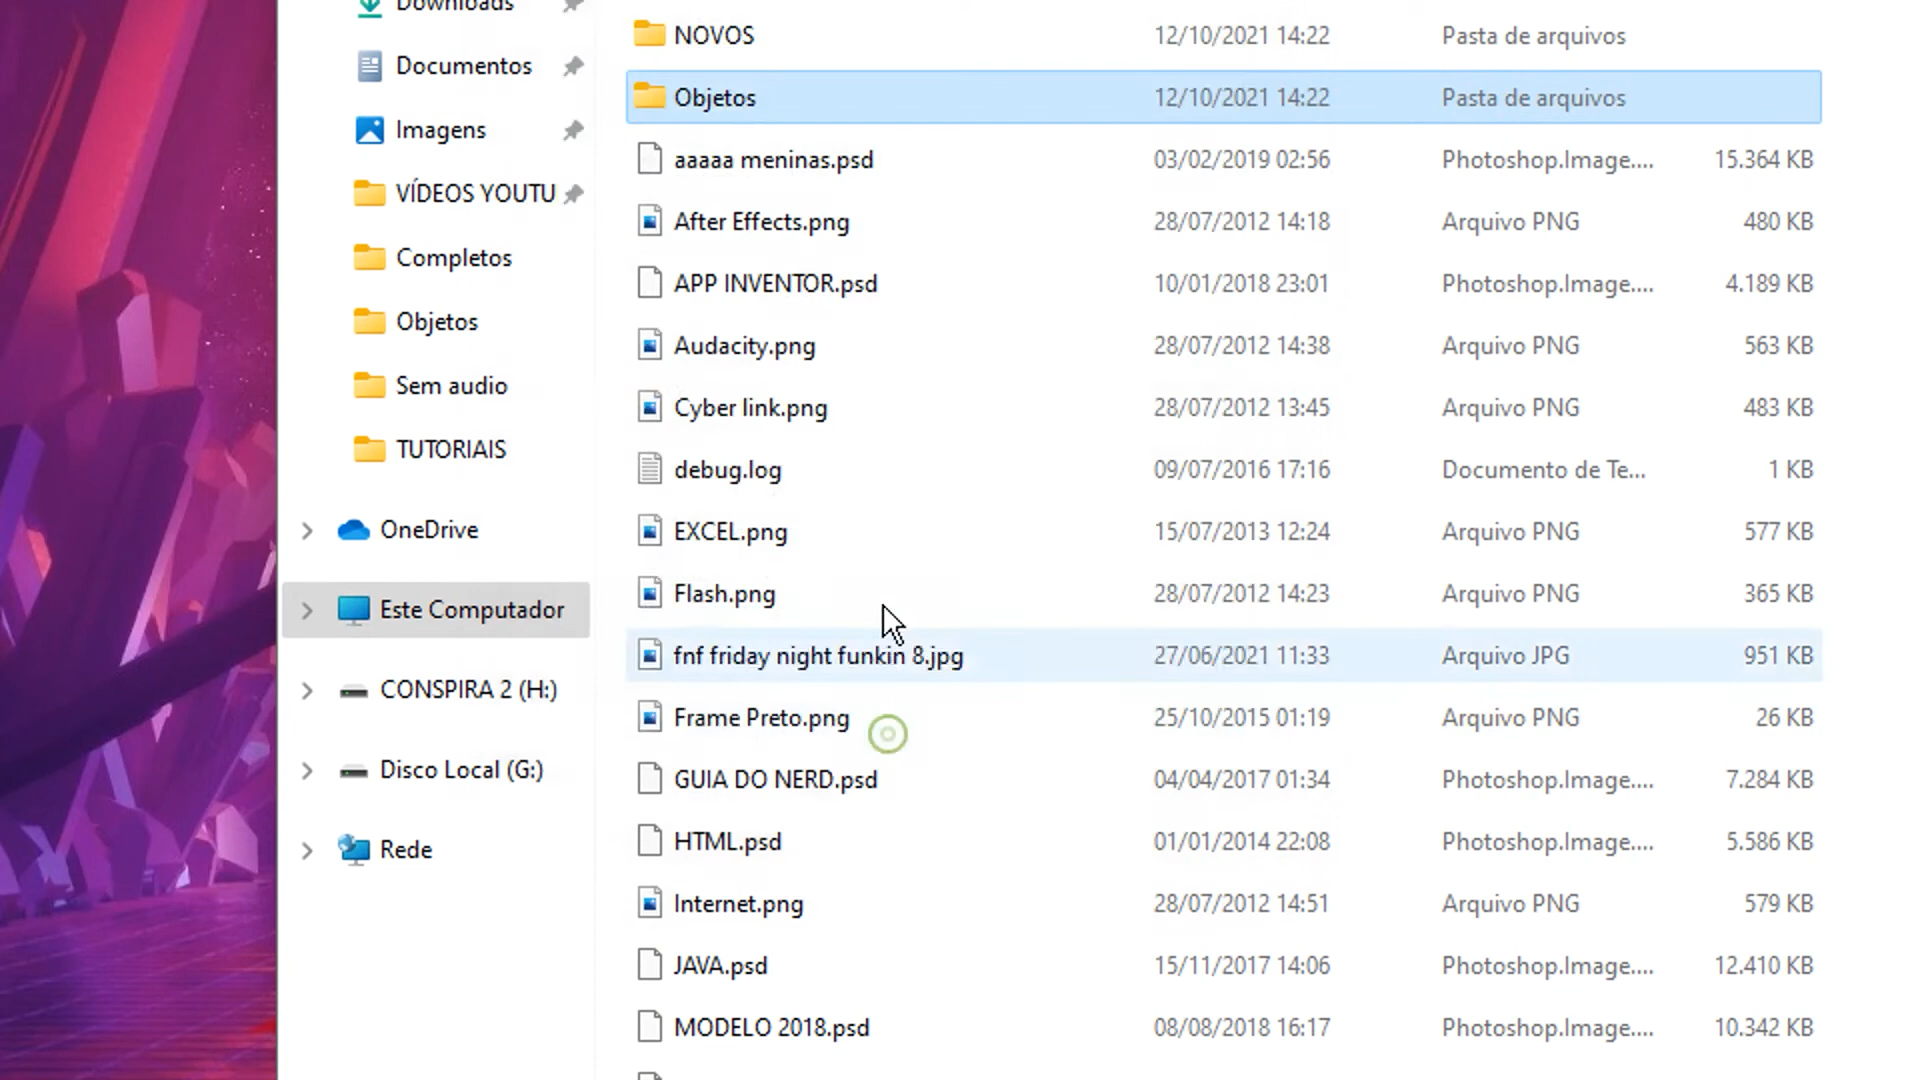 Downloads
Documentos
Imagens
VÍDEOS YOUTU
Completos
Objetos
Sem audio
TUTORIAIS
OneDrive
Este Computador
CONSPIRA 2 (H:)
Disco Local (G:)
Rede
NOVOS 12/10/2021 14:22 Pasta de arquivos
Objetos 12/10/2021 14:22 Pasta de arquivos
aaaaa meninas.psd 03/02/2019 02:56 Photoshop.Image.... 15.364 KB
After Effects.png 28/07/2012 14:18 Arquivo PNG 480 KB
APP INVENTOR.psd 10/01/2018 23:01 Photoshop.Image.... 4.189 KB
Audacity.png 28/07/2012 14:38 Arquivo PNG 563 KB
Cyber link.png 28/07/2012 13:45 Arquivo PNG 483 KB
debug.log 09/07/2016 17:16 Documento de Te... 1 KB
EXCEL.png 15/07/2013 12:24 Arquivo PNG 577 KB
Flash.png 28/07/2012 14:23 Arquivo PNG 365 KB
fnf friday night funkin 8.jpg 27/06/2021 11:33 Arquivo JPG 951 KB
Frame Preto.png 25/10/2015 01:19 Arquivo PNG 26 KB
GUIA DO NERD.psd 04/04/2017 01:34 Photoshop.Image.... 7.284 KB
HTML.psd 01/01/2014 22:08 Photoshop.Image.... 5.586 KB
Internet.png 28/07/2012 14:51 Arquivo PNG 579 KB
JAVA.psd 15/11/2017 14:06 Photoshop.Image.... 12.410 KB
MODELO 2018.psd 08/08/2018 16:17 Photoshop.Image.... 10.342 KB